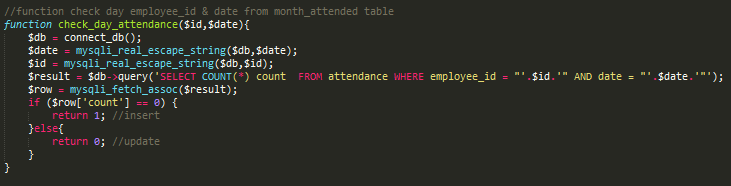 //function check day employee_id & date from month_attended table
function check_day_attendance($id,$date){
$db = connect_db();
$date = mysqli_real_escape_string($db,$date);
$id = mysqli_real_escape_string($db,$id);
$result = $db->query('SELECT COUNT(*) count  FROM attendance WHERE employee_id = "'.$id.'" AND date = "'.$date.'"');
$row = mysqli_fetch_assoc($result);
if ($row['count'] == 0) {
return 1; //insert
}else{
return 0; //update
}
}